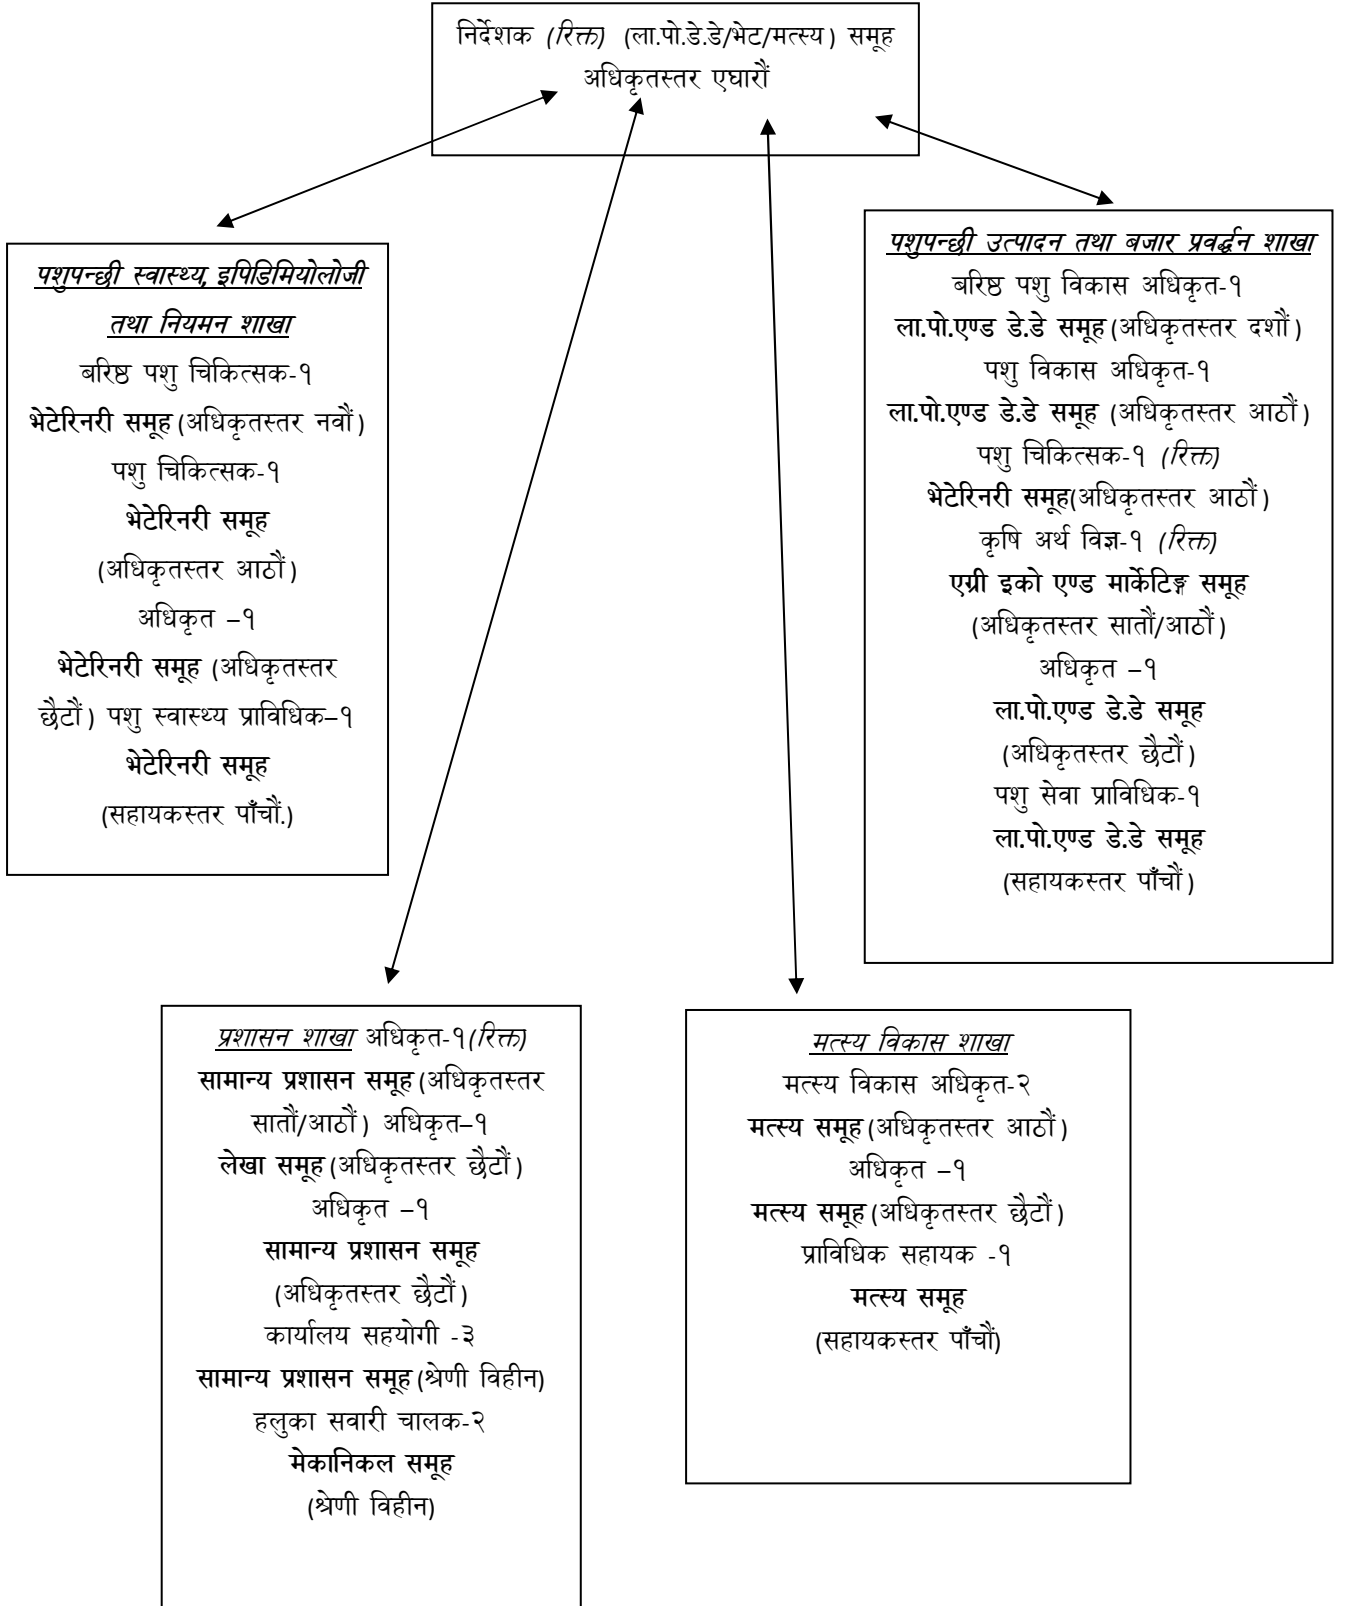 निर्देशक (रिक्त) (ला.पो.डे.डे/भेट/मत्स्य) समूह
अधिकृतस्तर एघारौं
पशुपन्छी स्वास्थ्य, इपिडिमियोलोजी
तथा नियमन शाखा
बरिष्ठ पशु चिकित्सक-१
भेटेरिनरी समूह (अधिकृतस्तर नवौं)
पशु चिकित्सक-१
भेटेरिनरी समूह
(अधिकृतस्तर आठौं)
अधिकृत –१
भेटेरिनरी समूह (अधिकृतस्तर
छैटौं) पशु स्वास्थ्य प्राविधिक–१
भेटेरिनरी समूह
(सहायकस्तर पाँचौं.)
पशुपन्छी उत्पादन तथा बजार प्रवर्द्धन शाखा
बरिष्ठ पशु विकास अधिकृत-१
ला.पो.एण्ड डे.डे समूह (अधिकृतस्तर दशौं)
पशु विकास अधिकृत-१
ला.पो.एण्ड डे.डे समूह (अधिकृतस्तर आठौं)
पशु चिकित्सक-१ (रिक्त)
भेटेरिनरी समूह(अधिकृतस्तर आठौं)
कृषि अर्थ विज्ञ-१ (रिक्त)
एग्री इको एण्ड मार्केटिङ्ग समूह
(अधिकृतस्तर सातौं/आठौं)
अधिकृत –१
ला.पो.एण्ड डे.डे समूह
(अधिकृतस्तर छैटौं)
पशु सेवा प्राविधिक-१
ला.पो.एण्ड डे.डे समूह
(सहायकस्तर पाँचौं)
प्रशासन शाखा अधिकृत-१(रिक्त)
सामान्य प्रशासन समूह (अधिकृतस्तर
सातौं/आठौं) अधिकृत–१
लेखा समूह (अधिकृतस्तर छैटौं)
अधिकृत –१
सामान्य प्रशासन समूह
(अधिकृतस्तर छैटौं)
कार्यालय सहयोगी -३
सामान्य प्रशासन समूह (श्रेणी विहीन)
हलुका सवारी चालक-२
मेकानिकल समूह
(श्रेणी विहीन)
मत्स्य विकास शाखा
मत्स्य विकास अधिकृत-२
मत्स्य समूह (अधिकृतस्तर आठौं)
अधिकृत –१
मत्स्य समूह (अधिकृतस्तर छैटौं)
प्राविधिक सहायक -१
मत्स्य समूह
(सहायकस्तर पाँचौं)